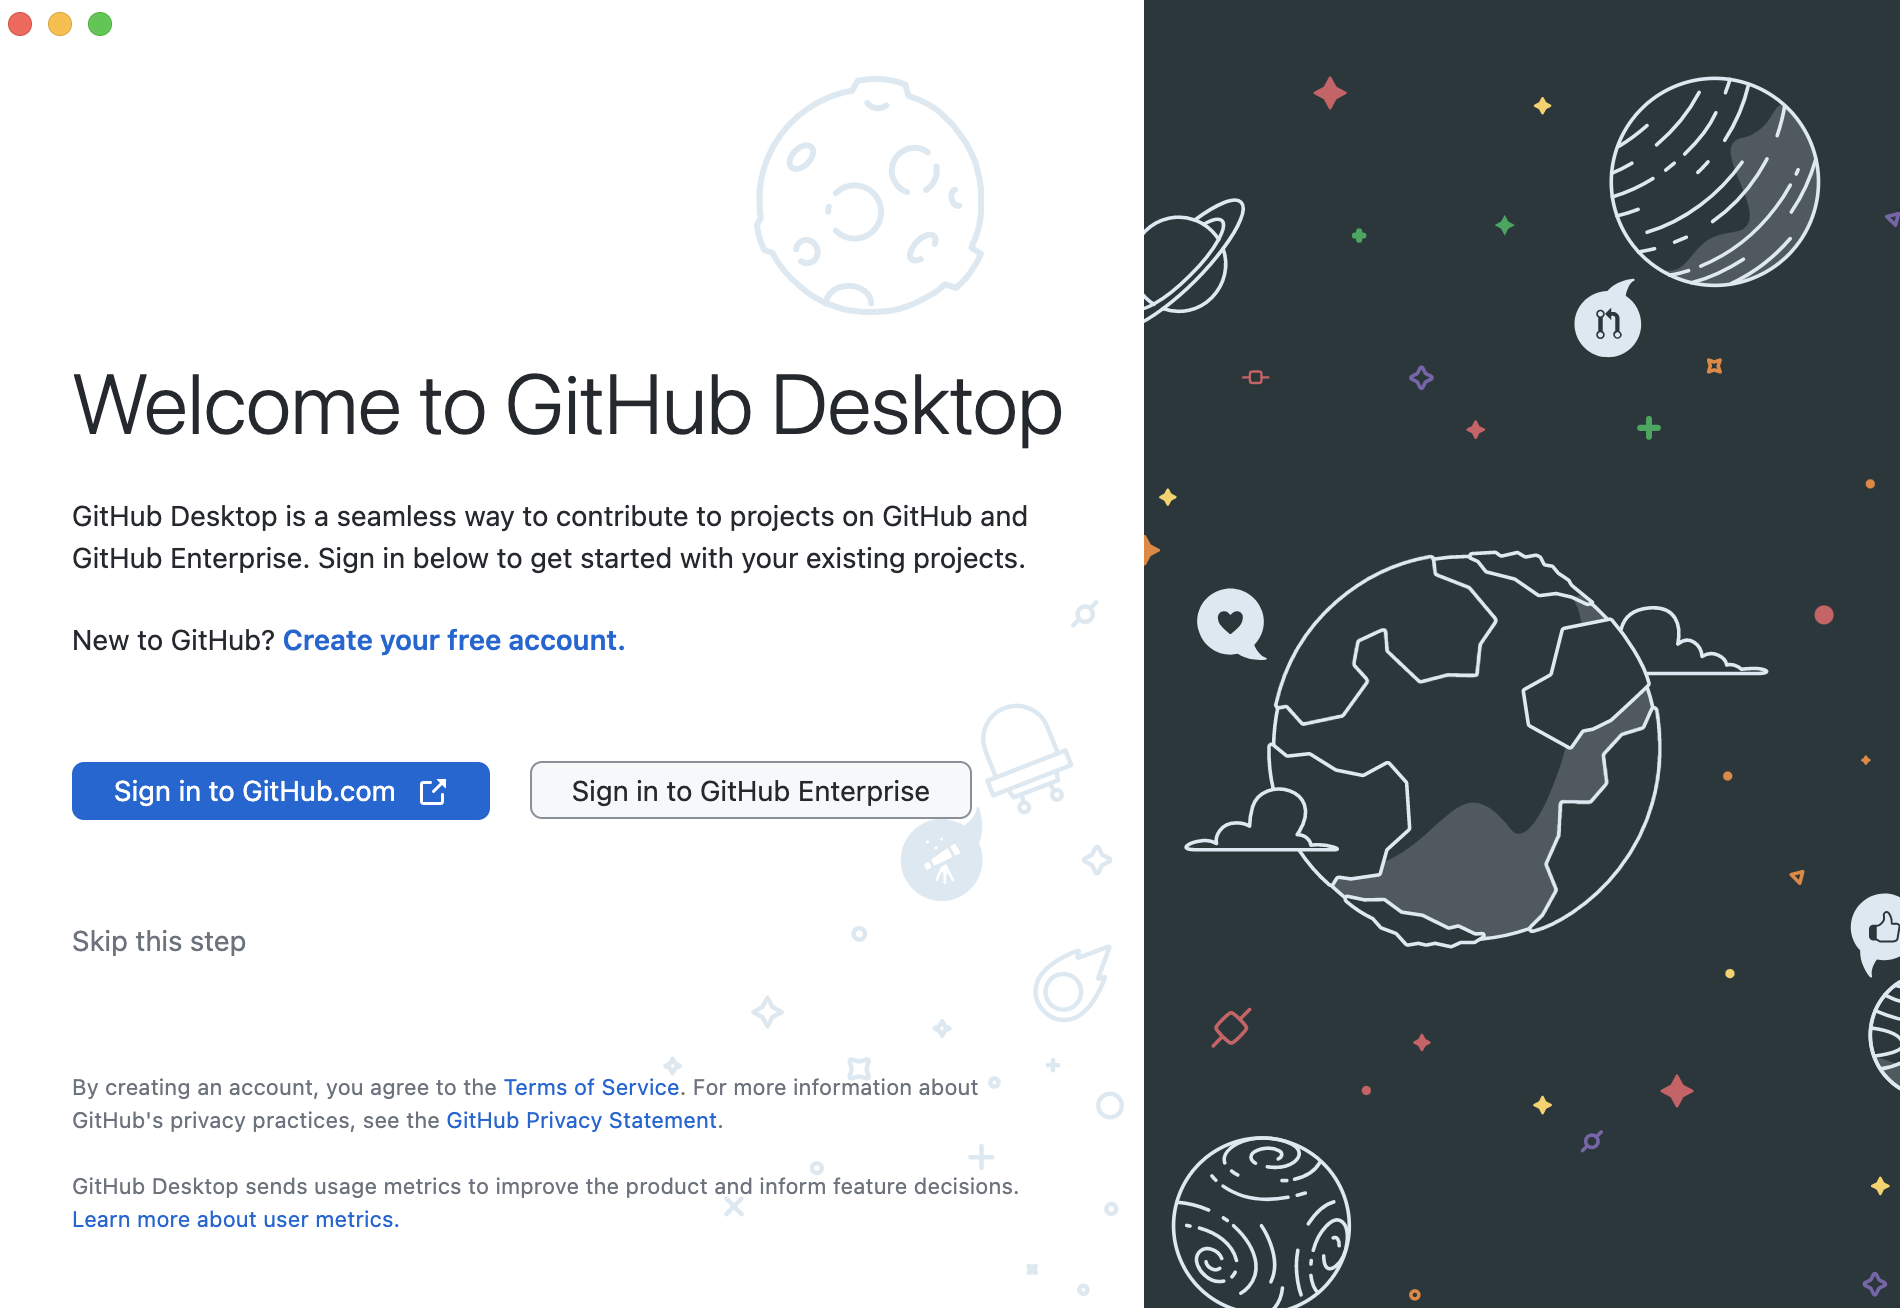 Welcome to GitHub Desktop
GitHub Desktop is a seamless way to contribute to projects on GitHub and
GitHub Enterprise. Sign in below to get started with your existing projects.
New to GitHub? Create your free account.
Sign in to GitHub.com
Sign in to GitHub Enterprise
Skip this step
By creating an account, you agree to the Terms of Service. For more information about
GitHub's privacy practices, see the GitHub Privacy Statement.
GitHub Desktop sends usage metrics to improve the product and inform feature decisions.
Learn more about user metrics.